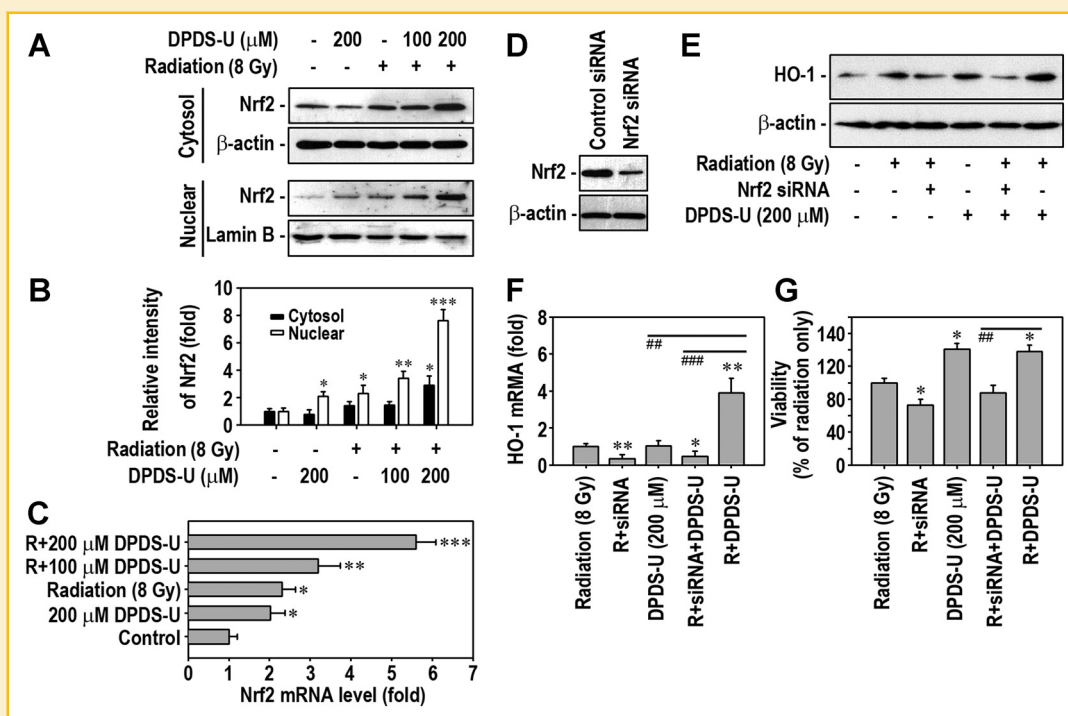 A
DPDS-U (μM) - 200 - 100 200
Radiation (8 Gy) - - + + +
Cytosol
Nrf2 -
β-actin -
Nuclear
Nrf2 -
Lamin B -
B
Relative intensity
of Nrf2 (fold)
10
8
6
4
2
0
Cytosol
Nuclear
* * ** * ***
Radiation (8 Gy) - - + + +
DPDS-U (μM) - 200 - 100 200
C
R+200 μM DPDS-U ***
R+100 μM DPDS-U **
Radiation (8 Gy) *
200 μM DPDS-U *
Control
0 1 2 3 4 5 6 7
Nrf2 mRNA level (fold)
D
Control siRNA
Nrf2 siRNA
Nrf2 -
β-actin -
E
HO-1 -
β-actin -
Radiation (8 Gy) - + + - + +
Nrf2 siRNA - - + - + -
DPDS-U (200 μM) - - - + + +
F
HO-1 mRMA (fold)
8
6
4
2
0
##
###
** * **
Radiation (8 Gy)
R+siRNA
DPDS-U (200 μM)
R+siRNA+DPDS-U
R+DPDS-U
G
Viability
(% of radiation only)
140
120
80
40
0
##
* * *
Radiation (8 Gy)
R+siRNA
DPDS-U (200 μM)
R+siRNA+DPDS-U
R+DPDS-U